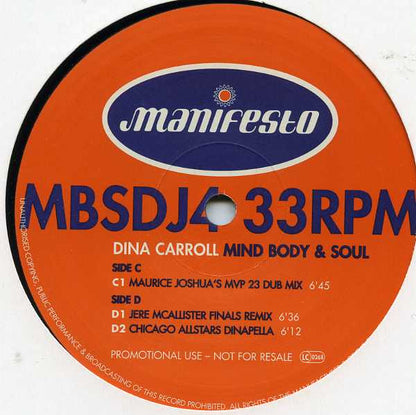 manifesto
MBSDJ4 33RPM
DINA CARROLL MIND BODY & SOUL
SIDE C
C1 MAURICE JOSHUA'S MVP 23 DUB MIX 6'45
SIDE D
D1 JERE MCALLISTER FINALS REMIX 6'36
D2 CHICAGO ALLSTARS DINAPELLA 6'12
PROMOTIONAL USE – NOT FOR RESALE LC 0268
UNAUTHORISED COPYING, PUBLIC PERFORMANCE & BROADCASTING OF THIS RECORD PROHIBITED. ALL RIGHTS OF THE